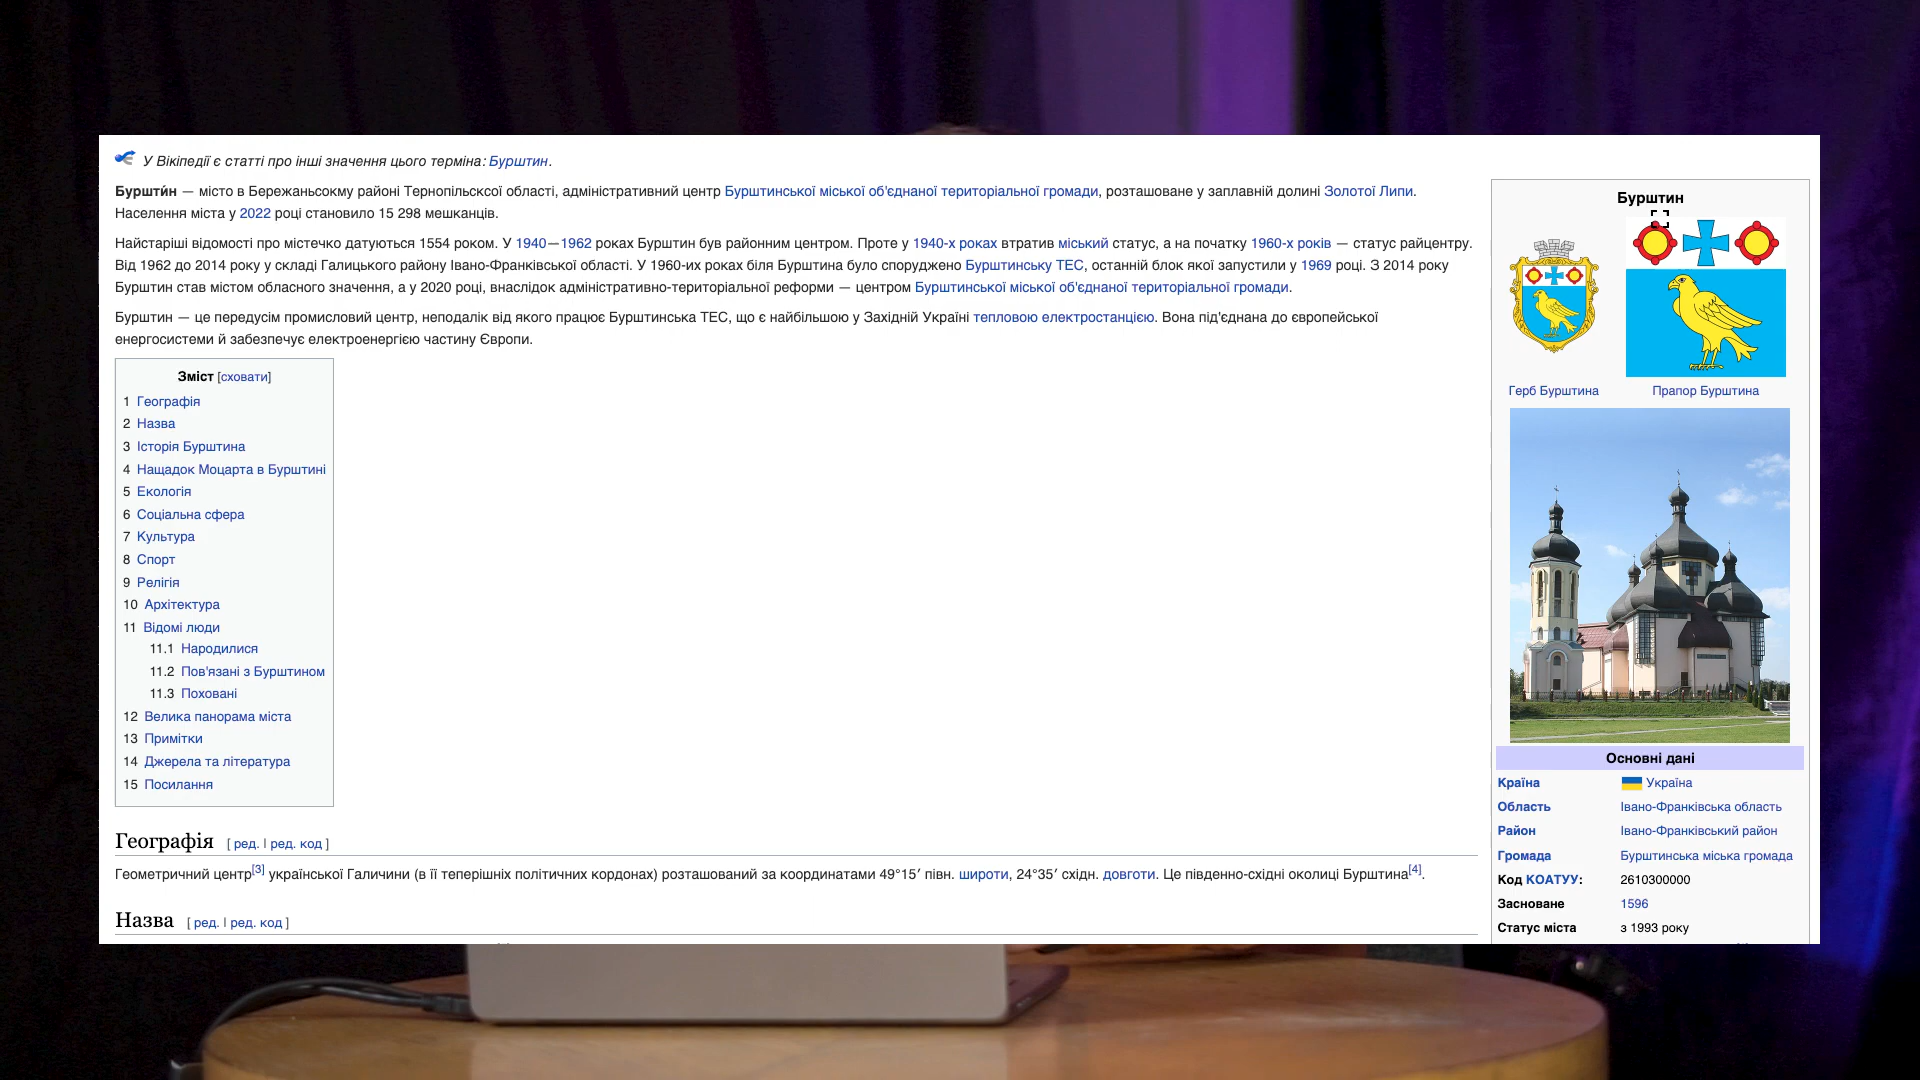 У Вікіпедії є статті про інші значення цього терміна: Бурштин.
Буршти́н — місто в Бережаньсокму районі Тернопільсксої області, адміністративний центр Бурштинської міської об'єднаної територіальної громади, розташоване у заплавній долині Золотої Липи.
Населення міста у 2022 році становило 15 298 мешканців.
Найстаріші відомості про містечко датуються 1554 роком. У 1940—1962 роках Бурштин був районним центром. Проте у 1940-х роках втратив міський статус, а на початку 1960-х років — статус райцентру.
Від 1962 до 2014 року у складі Галицького району Івано-Франківської області. У 1960-их роках біля Бурштина було споруджено Бурштинську ТЕС, останній блок якої запустили у 1969 році. З 2014 року
Бурштин став містом обласного значення, а у 2020 році, внаслідок адміністративно-територіальної реформи — центром Бурштинської міської об'єднаної територіальної громади.
Бурштин — це передусім промисловий центр, неподалік від якого працює Бурштинська ТЕС, що є найбільшою у Західній Україні тепловою електростанцією. Вона під'єднана до європейської
енергосистеми й забезпечує електроенергією частину Європи.
Зміст [сховати]
1 Географія
2 Назва
3 Історія Бурштина
4 Нащадок Моцарта в Бурштині
5 Екологія
6 Соціальна сфера
7 Культура
8 Спорт
9 Релігія
10 Архітектура
11 Відомі люди
11.1 Народилися
11.2 Пов'язані з Бурштином
11.3 Поховані
12 Велика панорама міста
13 Примітки
14 Джерела та література
15 Посилання
Географія [ ред. | ред. код ]
Геометричний центр[3] української Галичини (в її теперішніх політичних кордонах) розташований за координатами 49°15′ півн. широти, 24°35′ східн. довготи. Це південно-східні околиці Бурштина[4].
Назва [ ред. | ред. код ]
Бурштин
Герб Бурштина
Прапор Бурштина
Основні дані
Країна Україна
Область Івано-Франківська область
Район Івано-Франківський район
Громада Бурштинська міська громада
Код КОАТУУ: 2610300000
Засноване 1596
Статус міста з 1993 року